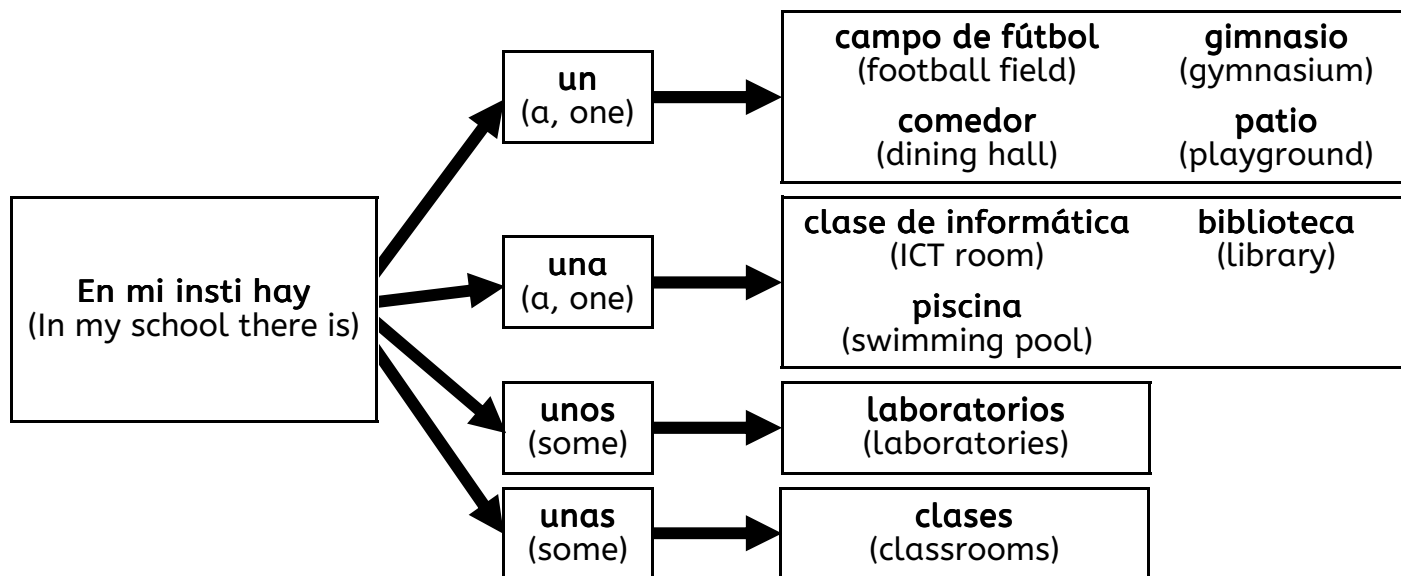 En mi insti hay
(In my school there is)
un
(a, one)
campo de fútbol
(football field)
gimnasio
(gymnasium)
comedor
(dining hall)
patio
(playground)
una
(a, one)
clase de informática
(ICT room)
biblioteca
(library)
piscina
(swimming pool)
unos
(some)
laboratorios
(laboratories)
unas
(some)
clases
(classrooms)